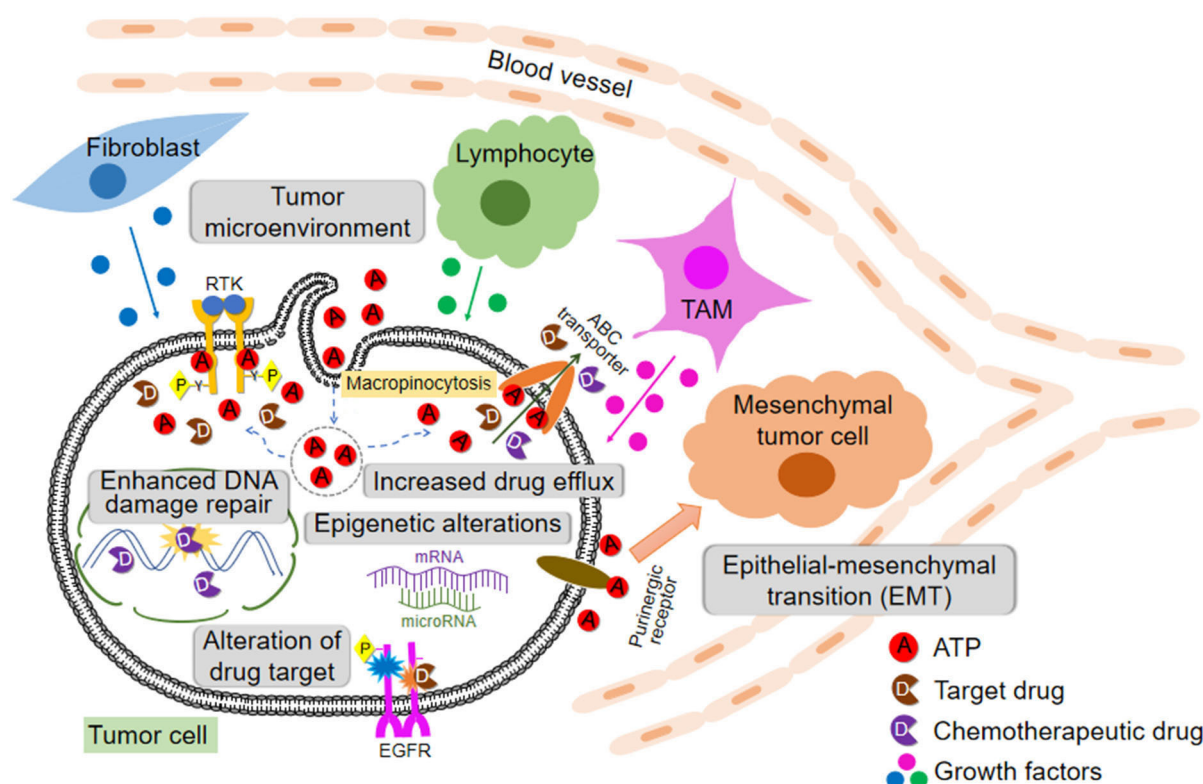 Blood vessel
Fibroblast
Lymphocyte
Tumor
microenvironment
TAM
RTK
A
A
A
A
A
ABC
transporter
D
D
A
A
P
Y
Y
P
Macropinocytosis
D
A
A
D
A
D
A
A
A
D
A
D
A
A
A
Mesenchymal
tumor cell
Enhanced DNA
damage repair
Increased drug efflux
Epigenetic alterations
D
D
D
mRNA
microRNA
A
A
A
Purinergic
receptor
Epithelial-mesenchymal
transition (EMT)
Alteration of
drug target
P
D
EGFR
Tumor cell
A ATP
D Target drug
D Chemotherapeutic drug
Growth factors